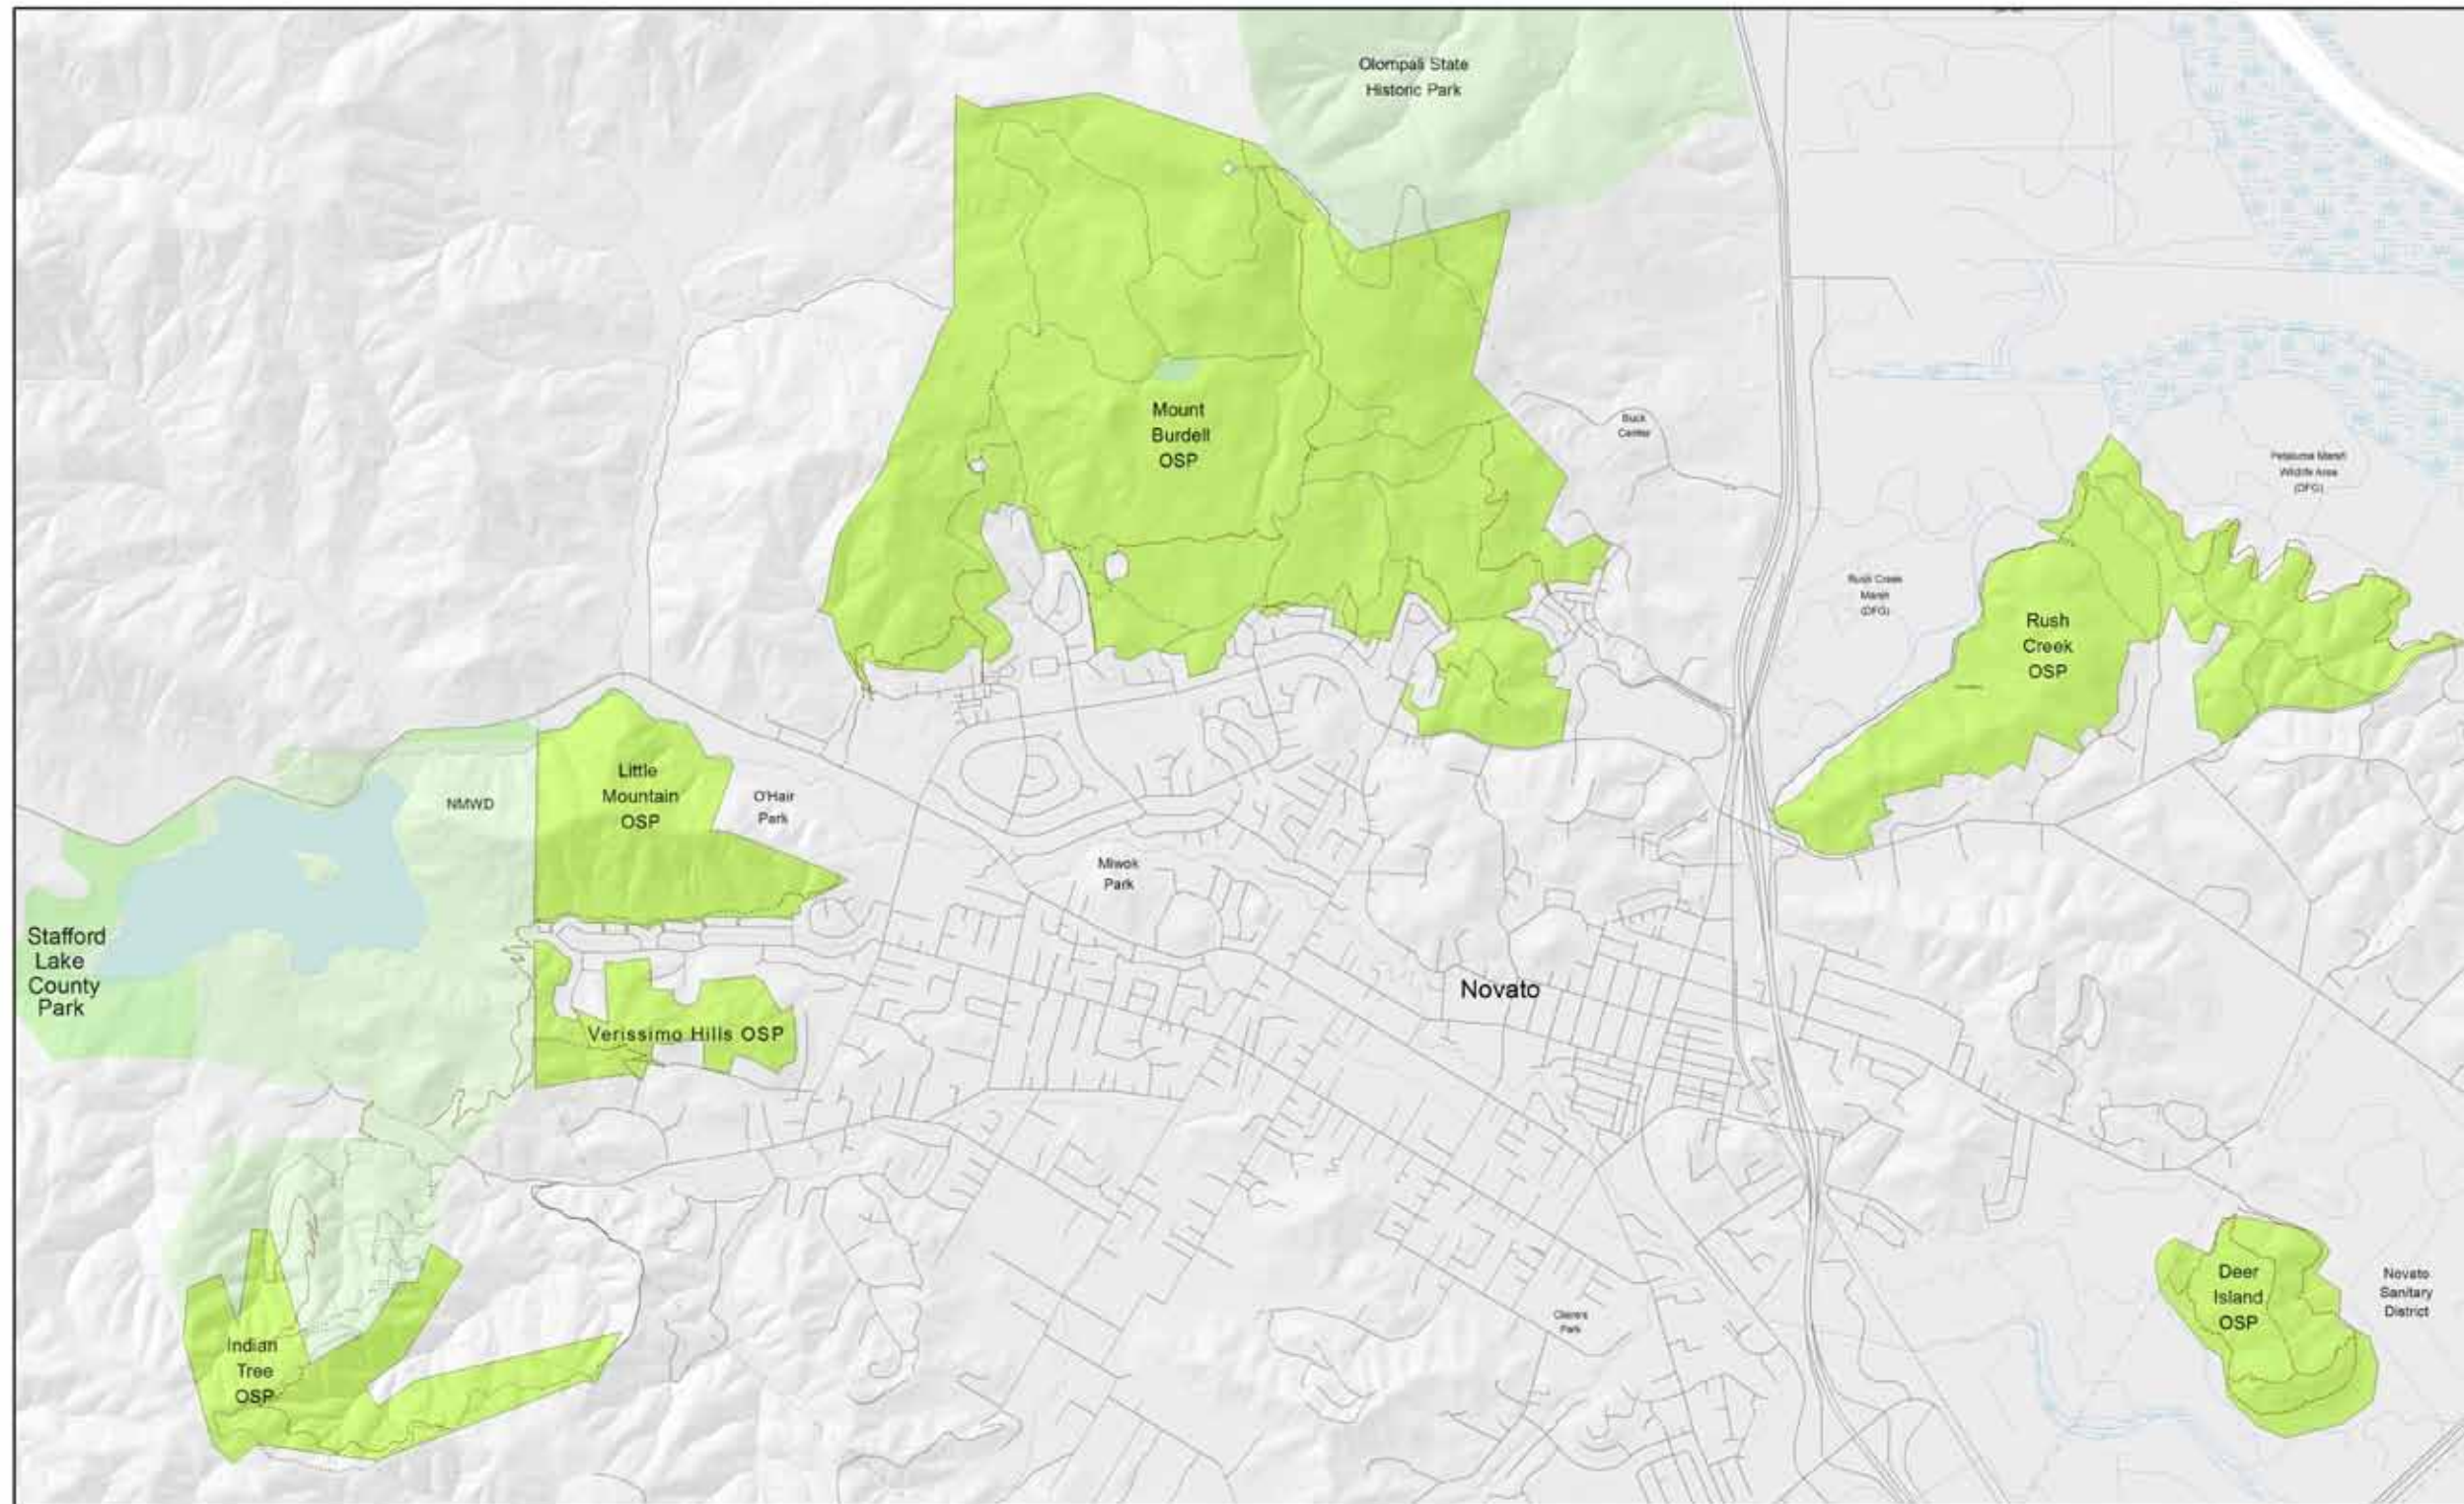 Olompali State
Historic Park
Mount
Burdell
OSP
Buck
Center
Petaluma Marsh
Wildlife Area
(DFG)
Rush Creek
Marsh
(DFG)
Rush
Creek
OSP
Little
Mountain
OSP
O'Hair
Park
NMWD
Miwok
Park
Stafford
Lake
County
Park
Novato
Verissimo Hills OSP
Deer
Island
OSP
Novato
Sanitary
District
Park
Indian
Tree
OSP